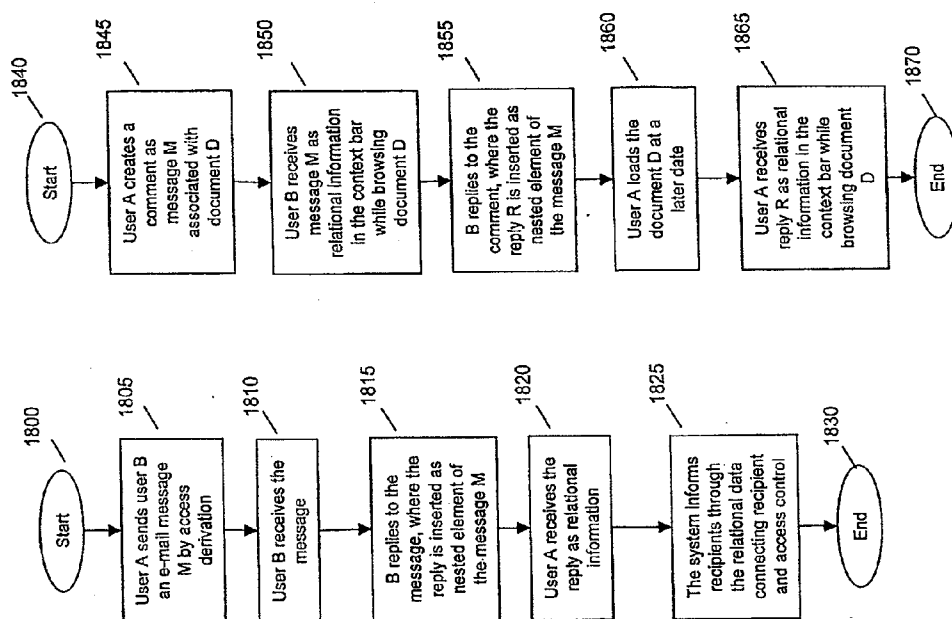 1800
Start
1805
User A sends user B
an e-mail message
M by access
derivation
1810
User B receives the
message
1815
B replies to the
message, where the
reply is inserted as
nested element of
the message M
1820
User A receives the
reply as relational
information
1825
The system informs
recipients through
the relational data
connecting recipient
and access control
1830
End
1840
Start
1845
User A creates a
comment as
message M
associated with
document D
1850
User B receives
message M as
relational information
in the context bar
while browsing
document D
1855
B replies to the
comment, where the
reply R is inserted as
nested element of
the message M
1860
User A loads the
document D at a
later date
1865
User A receives
reply R as relational
information in the
context bar while
browsing document
D
1870
End